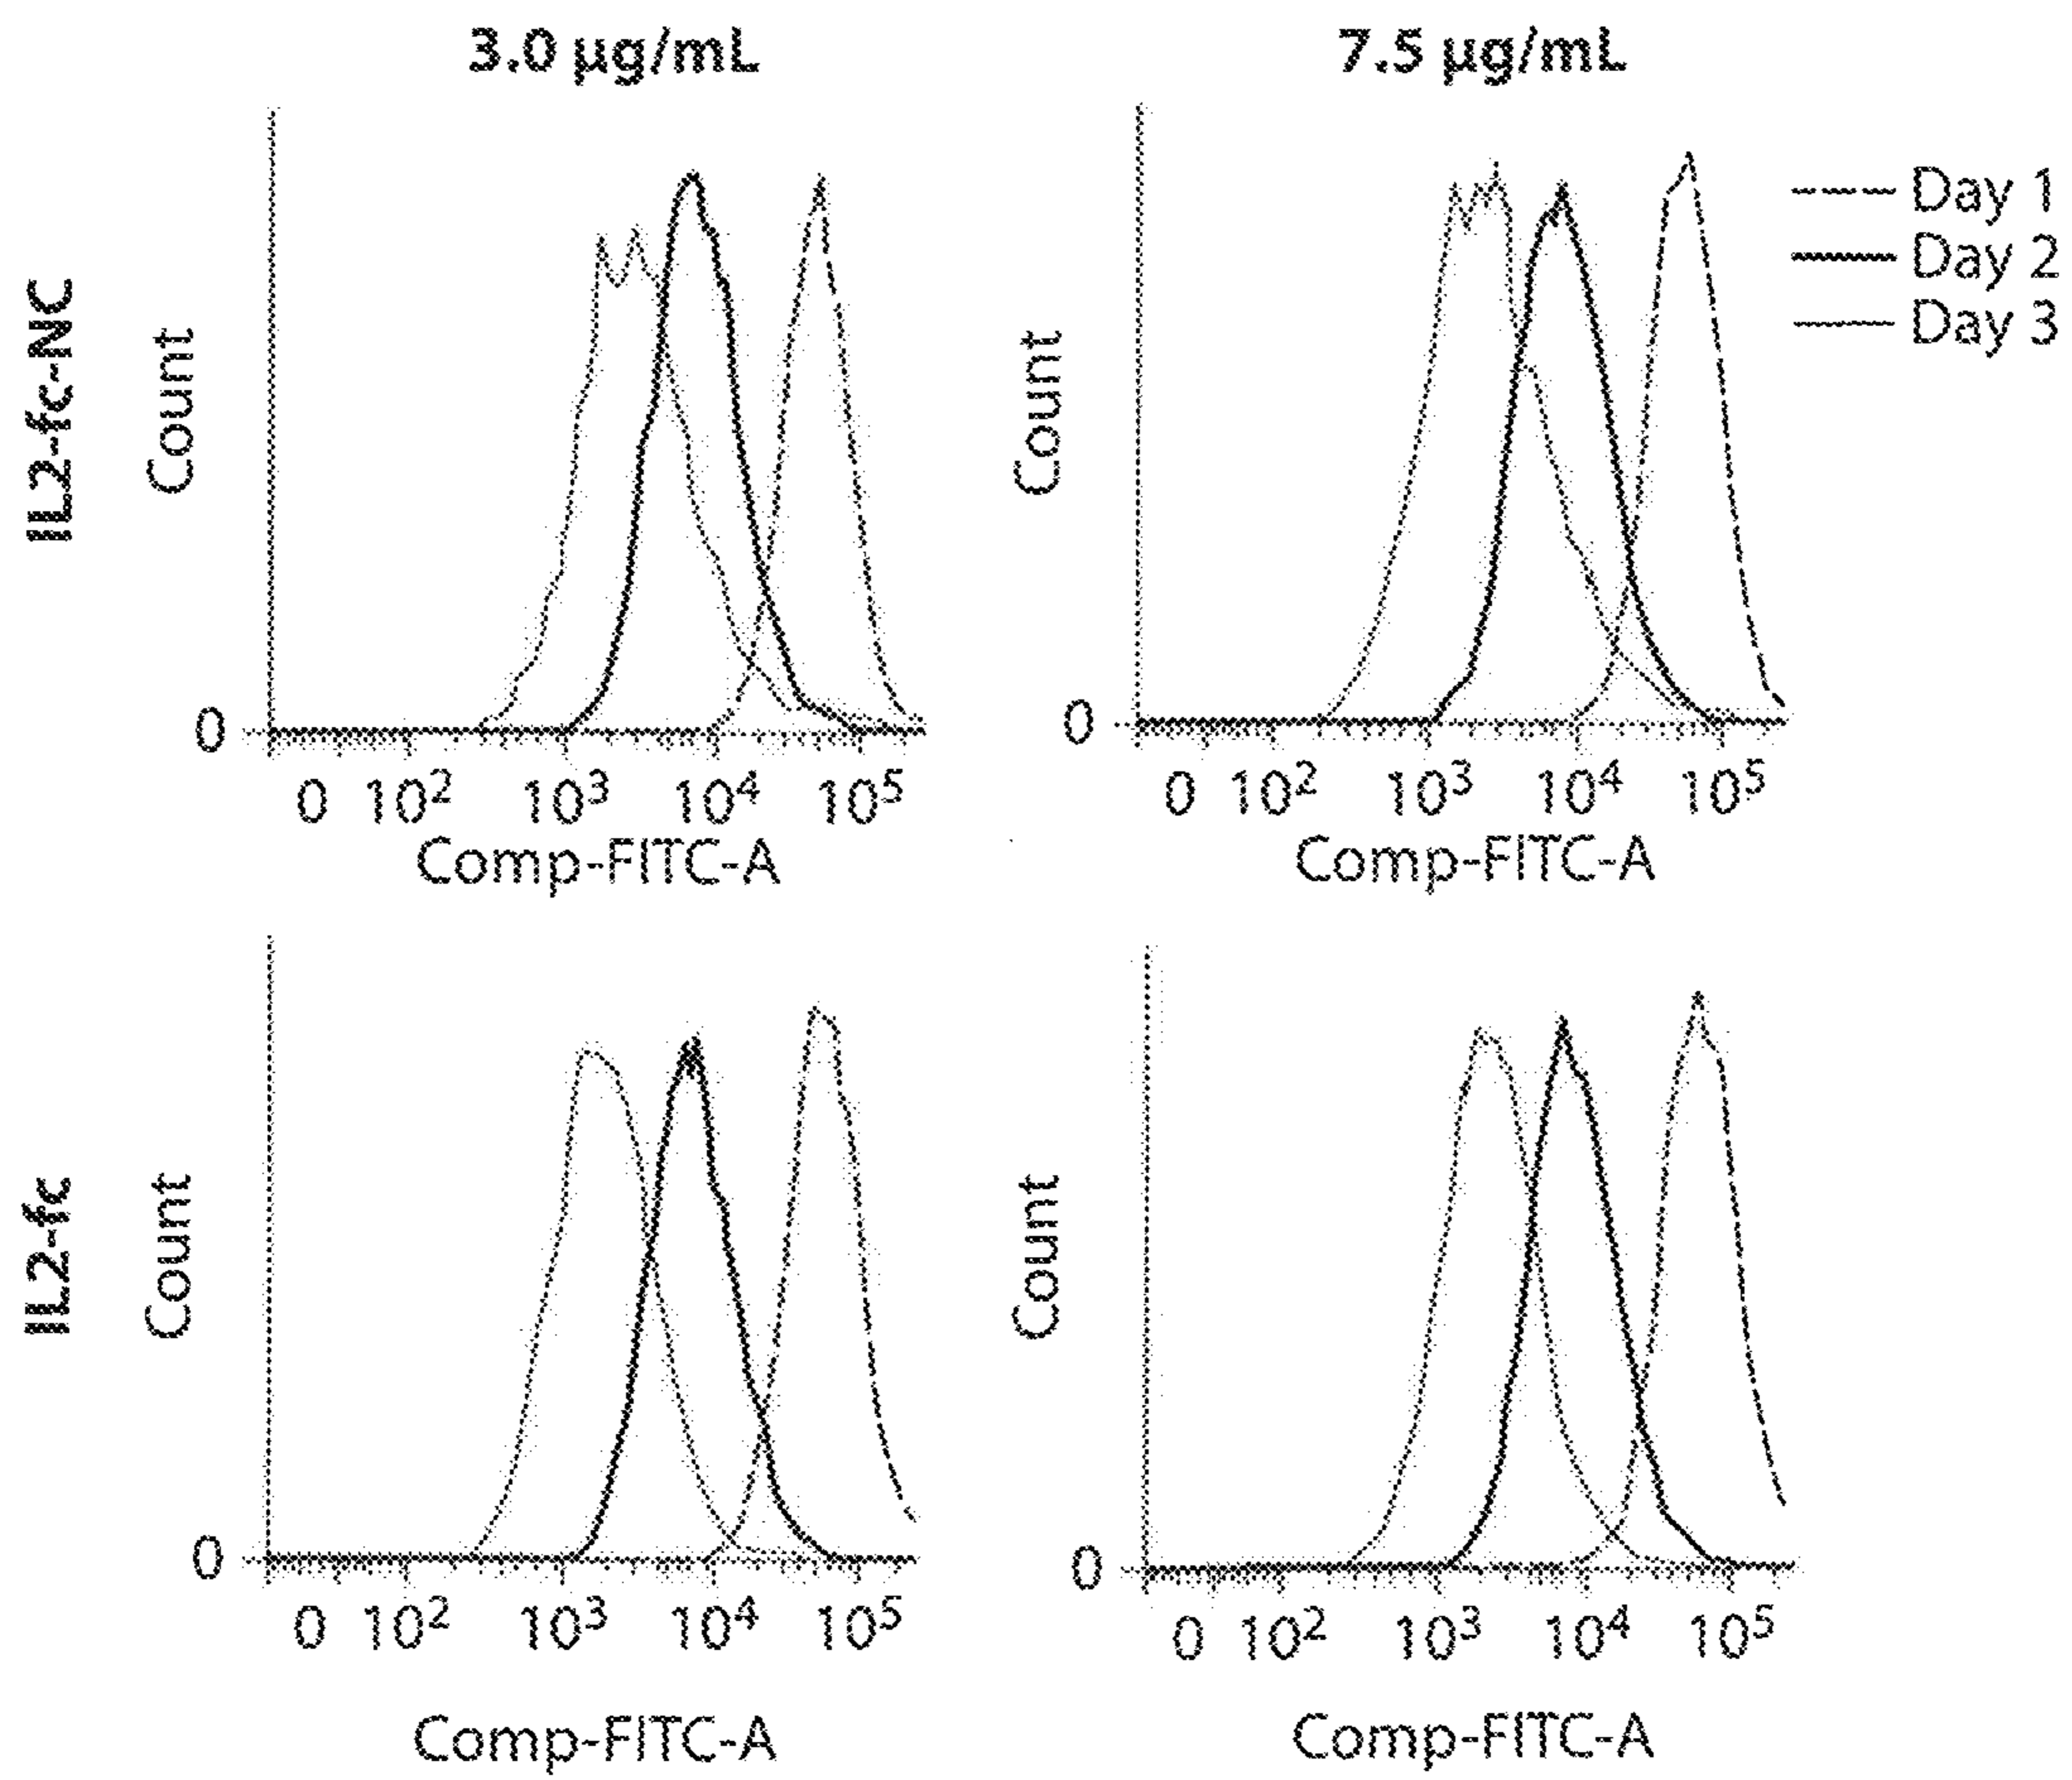 3.0 µg/mL
7.5 µg/mL
Day 1
Day 2
Day 3
IL2-fc-NC
Count
0
0 10² 10³ 10⁴ 10⁵
Comp-FITC-A
Count
0
0 10² 10³ 10⁴ 10⁵
Comp-FITC-A
IL2-fc
Count
0
0 10² 10³ 10⁴ 10⁵
Comp-FITC-A
Count
0
0 10² 10³ 10⁴ 10⁵
Comp-FITC-A